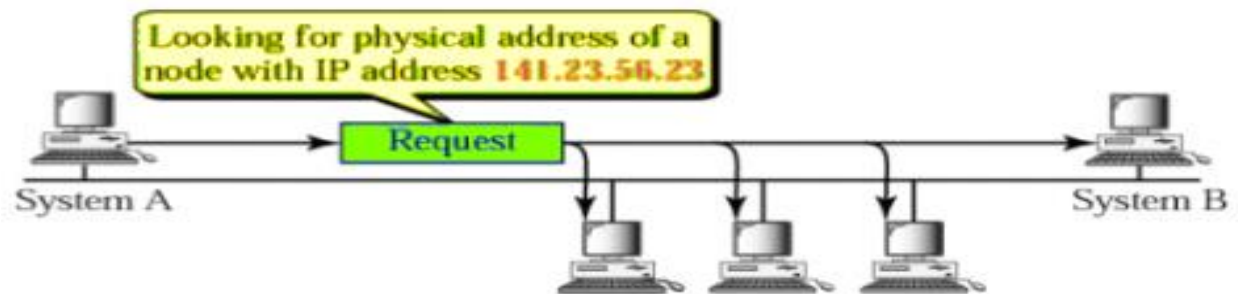 Looking for physical address of a
node with IP address 141.23.56.23
Request
System A
System B